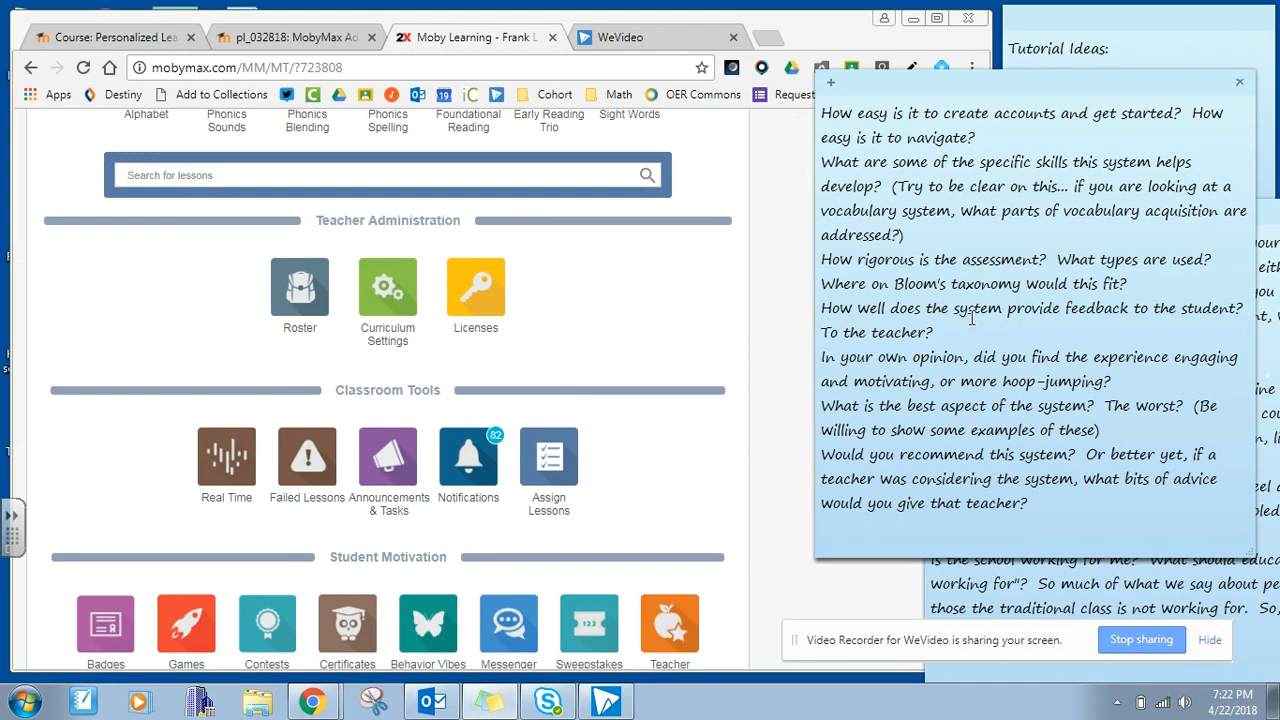 Course: Personalized Lea
pl_032818: MobyMax Ad
2X Moby Learning - Frank L
WeVideo
mobymax.com/MM/MT/?723808
Apps
Destiny
Add to Collections
19
iC
Cohort
Math
OER Commons
Request
Alphabet
Phonics Sounds
Phonics Blending
Phonics Spelling
Foundational Reading
Early Reading Trio
Sight Words
Search for lessons
Teacher Administration
Roster
Curriculum Settings
Licenses
Classroom Tools
82
Real Time
Failed Lessons
Announcements & Tasks
Notifications
Assign Lessons
Student Motivation
123
Badges
Games
Contests
Certificates
Behavior Vibes
Messenger
Sweepstakes
Teacher
Tutorial Ideas:
How easy is it to create accounts and get started? How
easy is it to navigate?
What are some of the specific skills this system helps
develop? (Try to be clear on this... if you are looking at a
vocabulary system, what parts of vocabulary acquisition are
addressed?)
How rigorous is the assessment? What types are used?
Where on Bloom's taxonomy would this fit?
How well does the system provide feedback to the student?
To the teacher?
In your own opinion, did you find the experience engaging
and motivating, or more hoop-jumping?
What is the best aspect of the system? The worst? (Be
willing to show some examples of these)
Would you recommend this system? Or better yet, if a
teacher was considering the system, what bits of advice
would you give that teacher?
is the school working for me? What should educa
working for"? So much of what we say about pe
those the traditional class is not working for. So,
Video Recorder for WeVideo is sharing your screen.
Stop sharing
Hide
7:22 PM
4/22/2018